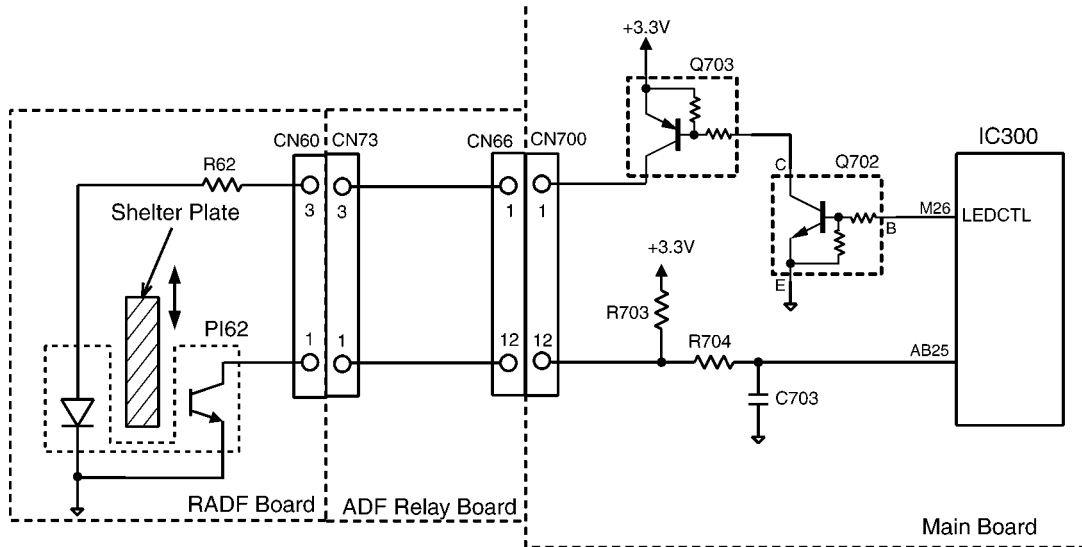 +3.3V
Q703
CN60 CN73 CN66 CN700
IC300
R62
C Q702
Shelter Plate
3 3 1 1
M26 LEDCTL
B
+3.3V
E
R703
PI62
1 1 12 12
R704
AB25
C703
RADF Board
ADF Relay Board
Main Board